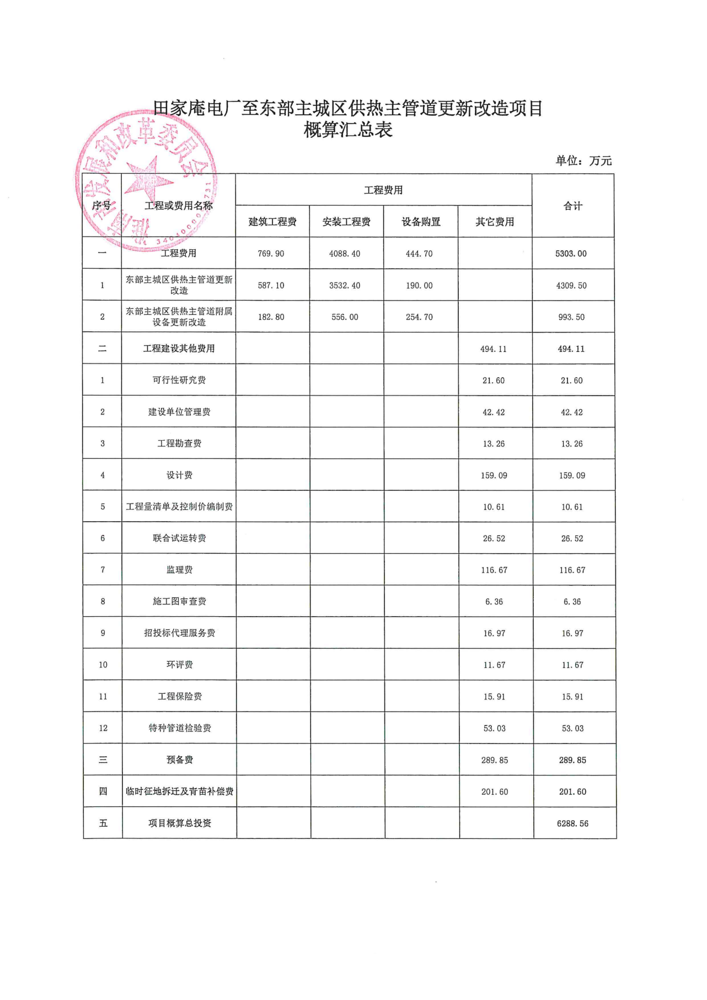 田家庵电厂至东部主城区供热主管道更新改造项目
概算汇总表
淮南市发展和改革委员会
单位：万元
序号 工程或费用名称 工程费用 合计
建筑工程费 安装工程费 设备购置 其它费用
一 工程费用 769.90 4088.40 444.70 5303.00
1 东部主城区供热主管道更新
改造 587.10 3532.40 190.00 4309.50
2 东部主城区供热主管道附属
设备更新改造 182.80 556.00 254.70 993.50
二 工程建设其他费用 494.11 494.11
1 可行性研究费 21.60 21.60
2 建设单位管理费 42.42 42.42
3 工程勘查费 13.26 13.26
4 设计费 159.09 159.09
5 工程量清单及控制价编制费 10.61 10.61
6 联合试运转费 26.52 26.52
7 监理费 116.67 116.67
8 施工图审查费 6.36 6.36
9 招投标代理服务费 16.97 16.97
10 环评费 11.67 11.67
11 工程保险费 15.91 15.91
12 特种管道检验费 53.03 53.03
三 预备费 289.85 289.85
四 临时征地拆迁及青苗补偿费 201.60 201.60
五 项目概算总投资 6288.56